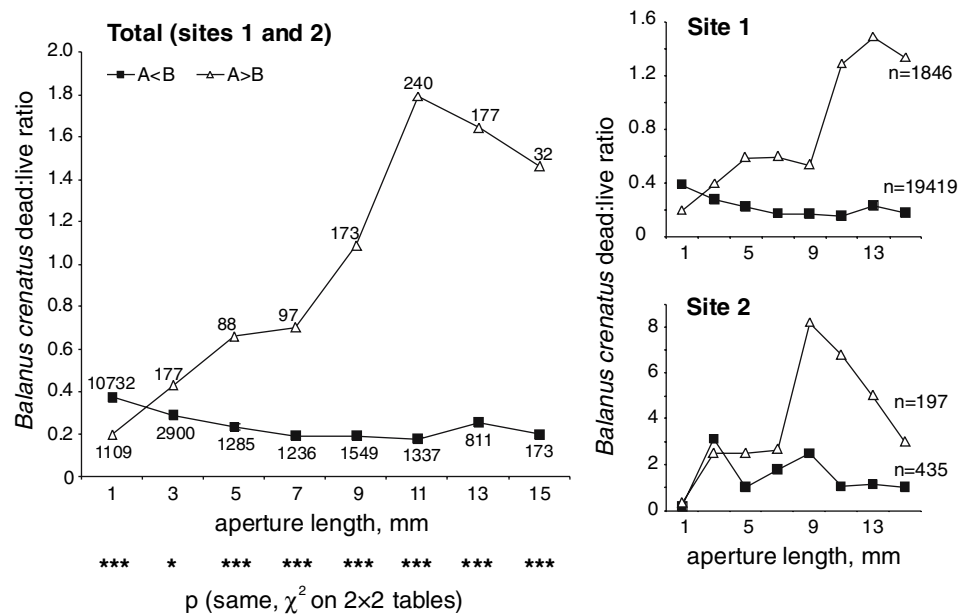 Total (sites 1 and 2)
A<B A>B
Balanus crenatus dead:live ratio
2.0
1.8
1.6
1.4
1.2
1.0
0.8
0.6
0.4
0.2
0
240
177
32
173
97
88
177
10732
1109
2900
1285
1236
1549
1337
811
173
1 3 5 7 9 11 13 15
aperture length, mm
*** * *** *** *** *** *** ***
p (same, χ² on 2×2 tables)
Site 1
Balanus crenatus dead:live ratio
1.6
1.2
0.8
0.4
0
n=1846
n=19419
1 5 9 13
Site 2
8
6
4
2
0
n=197
n=435
1 5 9 13
aperture length, mm